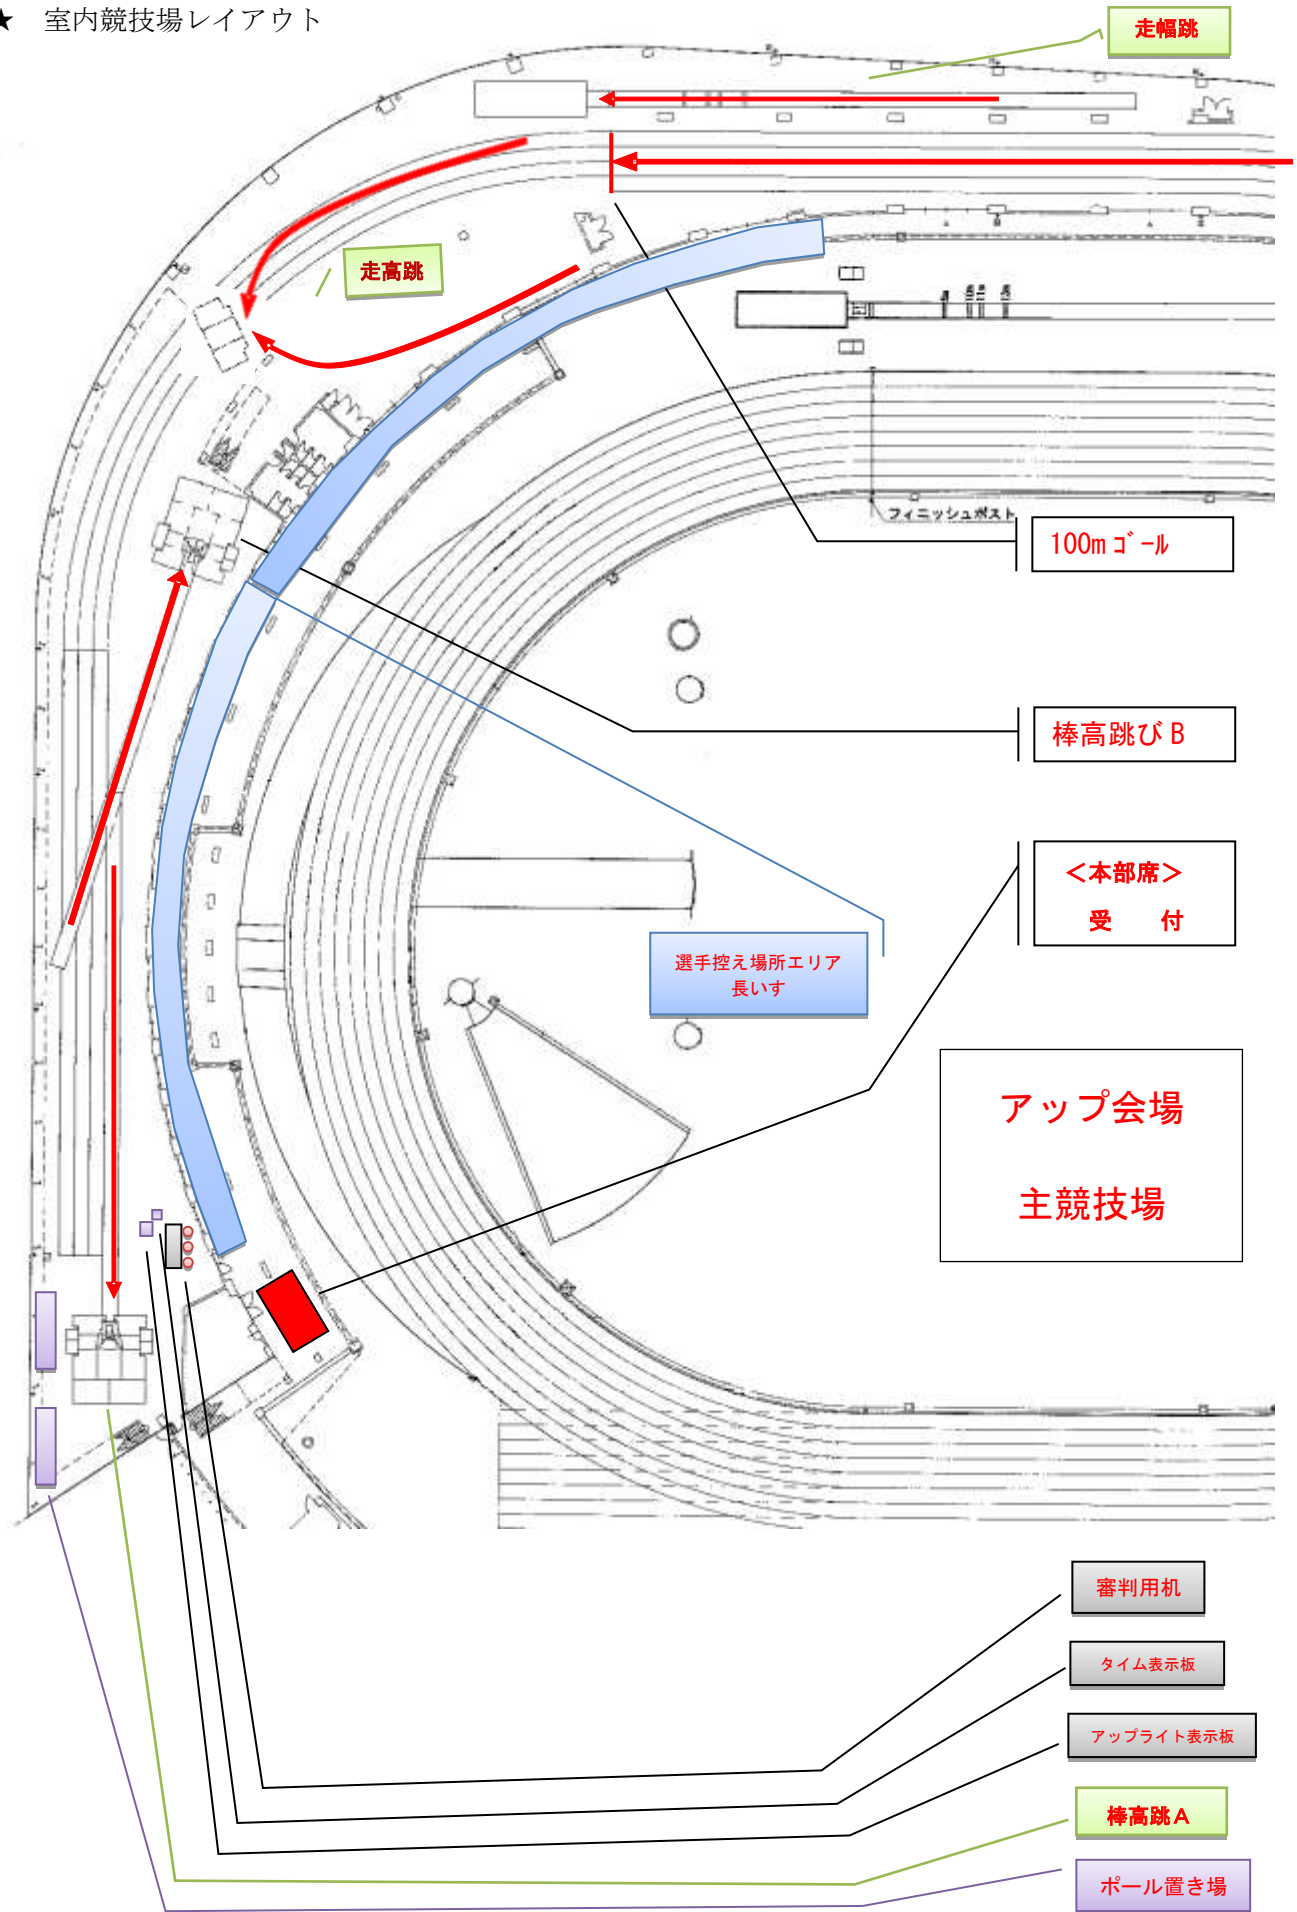 ★ 室内競技場レイアウト
走幅跳
走高跳
フィニッシュポスト
100mゴール
棒高跳びB
＜本部席＞
受　付
選手控え場所エリア
長いす
アップ会場
主競技場
審判用机
タイム表示板
アップライト表示板
棒高跳A
ポール置き場